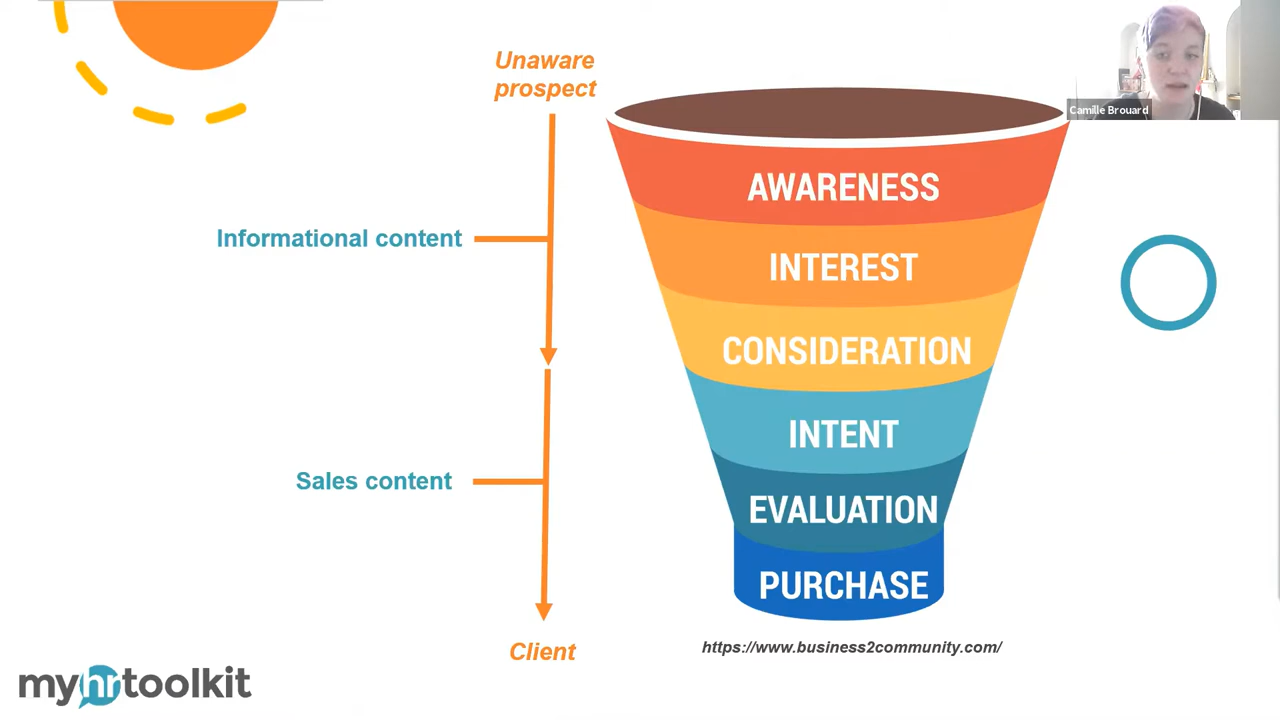 Unaware
prospect
Camille Brouard
AWARENESS
Informational content
INTEREST
CONSIDERATION
INTENT
Sales content
EVALUATION
PURCHASE
Client
https://www.business2community.com/
myhrtoolkit